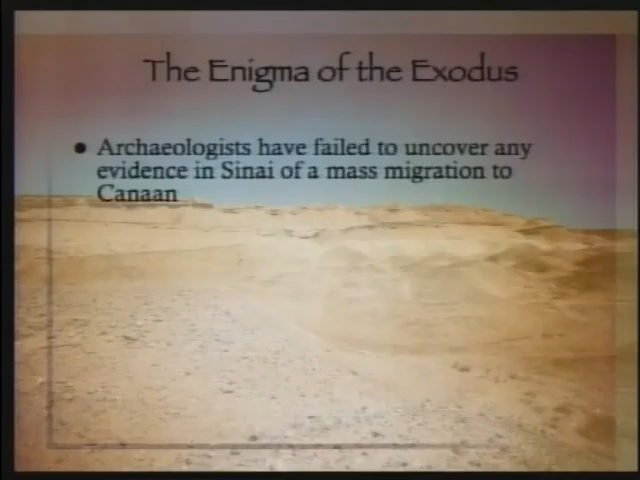 The Enigma of the Exodus
• Archaeologists have failed to uncover any
evidence in Sinai of a mass migration to
Canaan